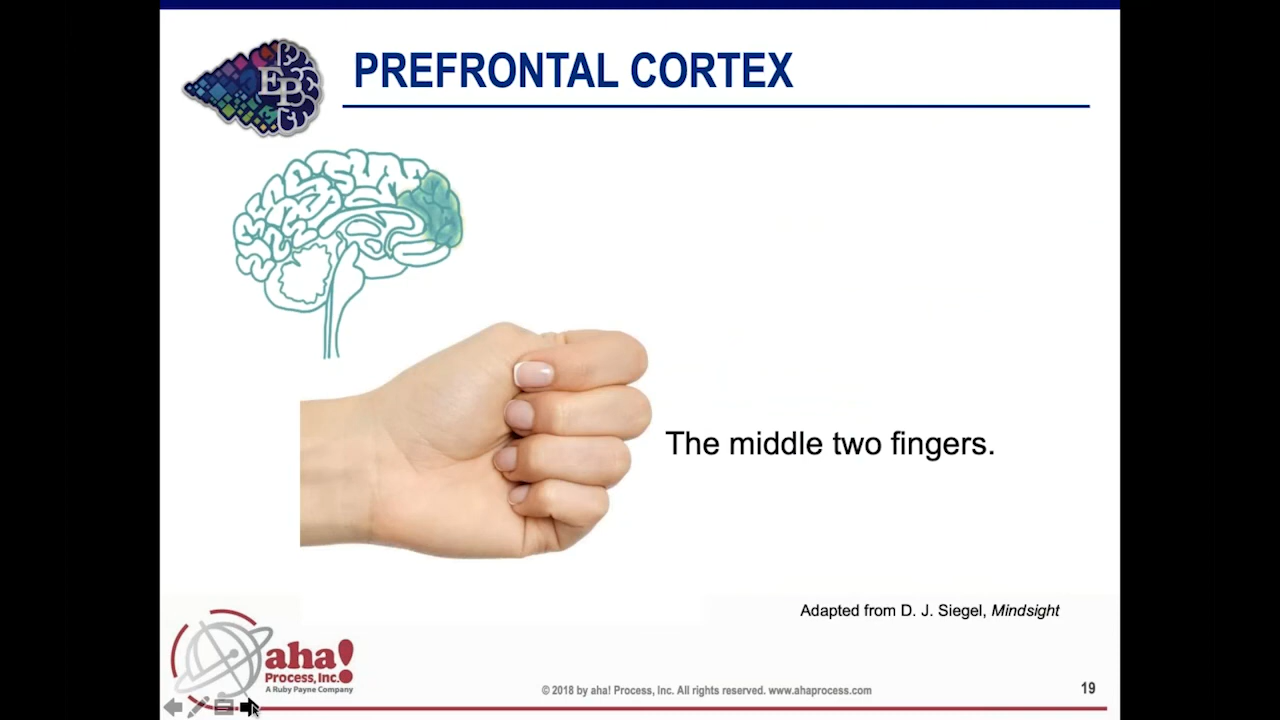 EP
PREFRONTAL CORTEX
The middle two fingers.
Adapted from D. J. Siegel, Mindsight
aha!
Process, Inc.
A Ruby Payne Company
© 2018 by aha! Process, Inc. All rights reserved. www.ahaprocess.com
19